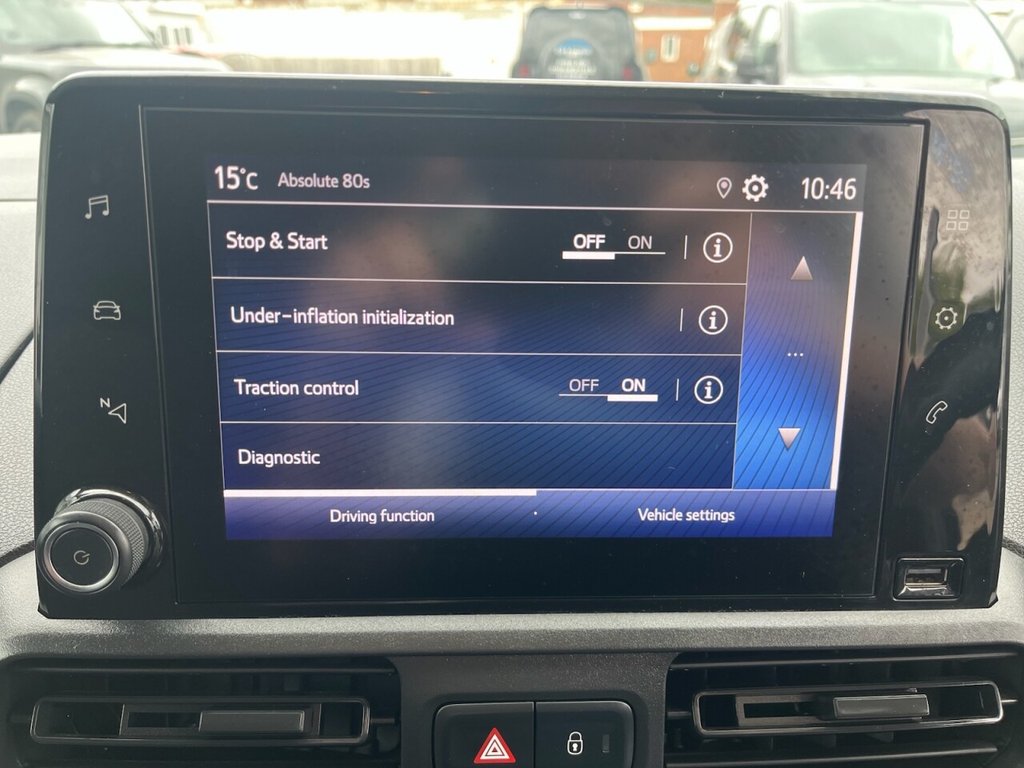 15°C Absolute 80s 10:46
Stop & Start OFF ON i
Under-inflation initialization i
Traction control OFF ON i
...
Diagnostic
Driving function Vehicle settings
N